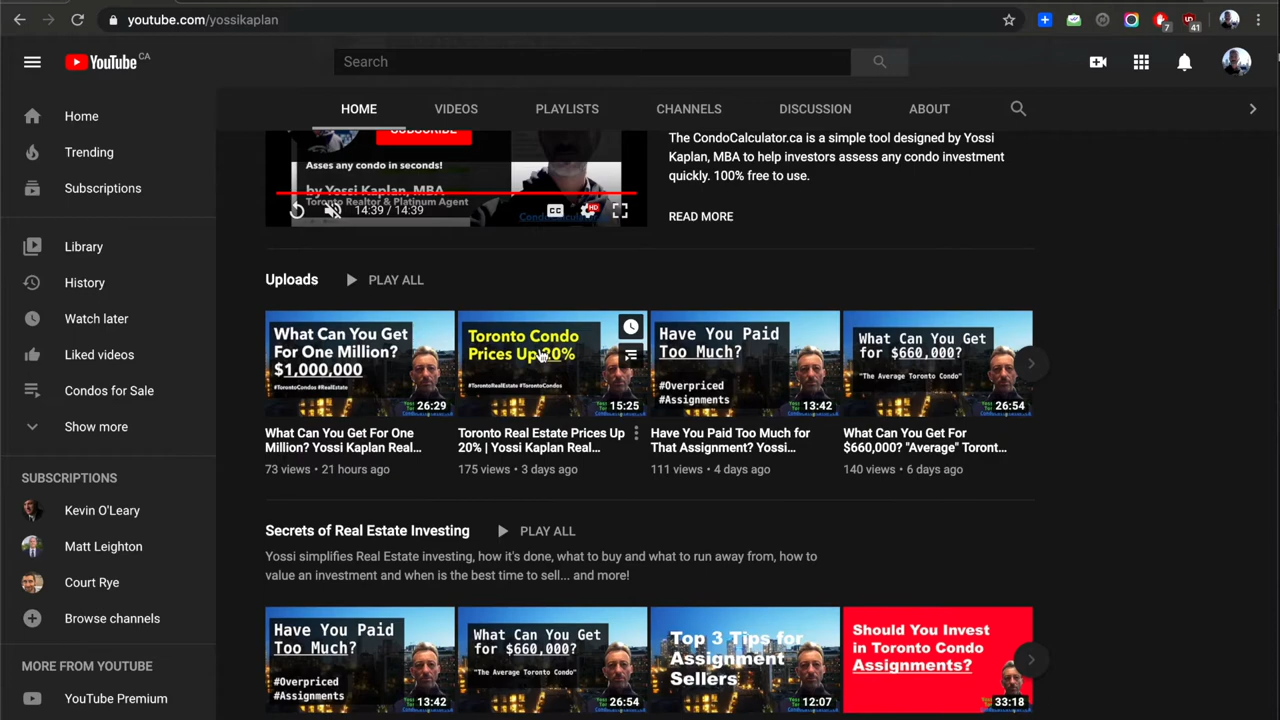 youtube.com/yossikaplan
7
41
YouTube CA
Search
HOME VIDEOS PLAYLISTS CHANNELS DISCUSSION ABOUT
Home
Trending
Subscriptions
Library
History
Watch later
Liked videos
Condos for Sale
Show more
SUBSCRIPTIONS
Kevin O'Leary
Matt Leighton
Court Rye
Browse channels
MORE FROM YOUTUBE
YouTube Premium
SUBSCRIBE
Asses any condo in seconds!
by Yossi Kaplan, MBA
Toronto Realtor & Platinum Agent
14:39 / 14:39
CC
HD
The CondoCalculator.ca is a simple tool designed by Yossi
Kaplan, MBA to help investors assess any condo investment
quickly. 100% free to use.
READ MORE
Uploads PLAY ALL
What Can You Get
For One Million?
$1,000,000
#TorontoCondos #RealEstate
26:29
What Can You Get For One
Million? Yossi Kaplan Real...
73 views • 21 hours ago
Toronto Condo
Prices Up 20%
#TorontoRealEstate #TorontoCondos
15:25
Toronto Real Estate Prices Up
20% | Yossi Kaplan Real...
175 views • 3 days ago
Have You Paid
Too Much?
#Overpriced
#Assignments
13:42
Have You Paid Too Much for
That Assignment? Yossi...
111 views • 4 days ago
What Can You Get
for $660,000?
"The Average Toronto Condo"
26:54
What Can You Get For
$660,000? "Average" Toront...
140 views • 6 days ago
Secrets of Real Estate Investing PLAY ALL
Yossi simplifies Real Estate investing, how it's done, what to buy and what to run away from, how to
value an investment and when is the best time to sell... and more!
Have You Paid
Too Much?
#Overpriced
#Assignments
13:42
What Can You Get
for $660,000?
"The Average Toronto Condo"
26:54
Top 3 Tips for
Assignment
Sellers
12:07
Should You Invest
in Toronto Condo
Assignments?
33:18